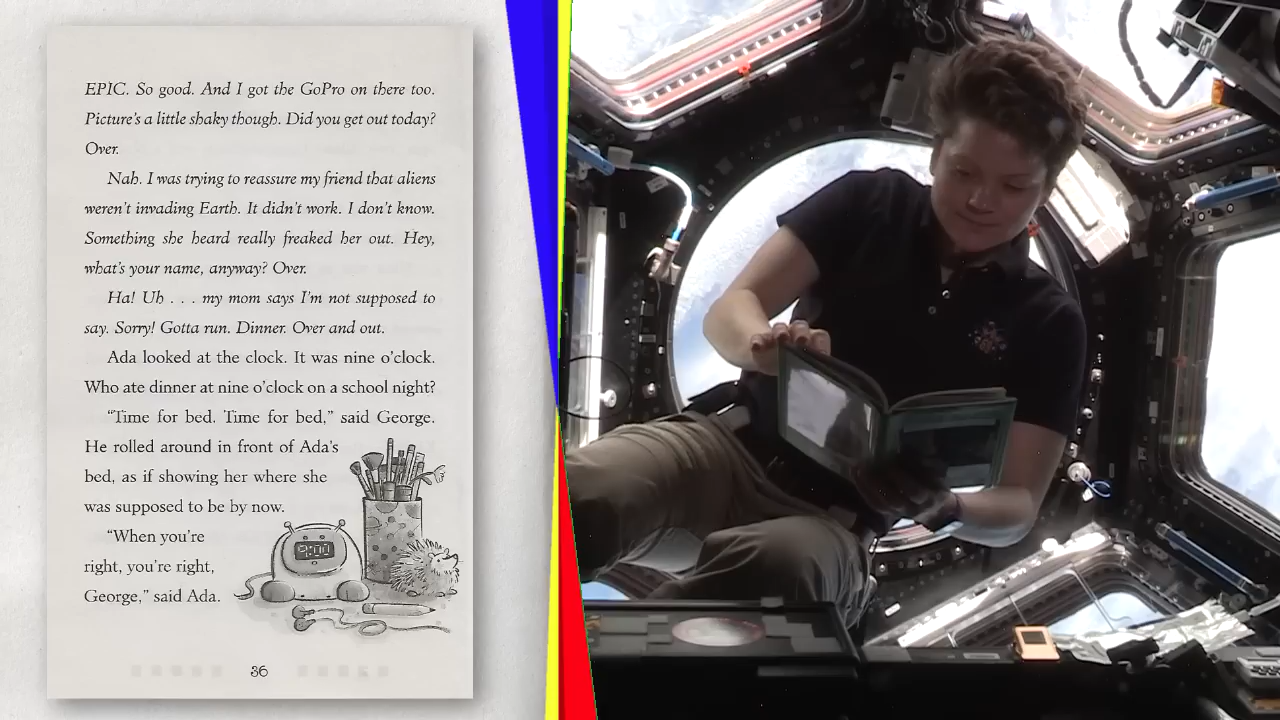 EPIC. So good. And I got the GoPro on there too.
Picture's a little shaky though. Did you get out today?
Over.
Nah. I was trying to reassure my friend that aliens
weren't invading Earth. It didn't work. I don't know.
Something she heard really freaked her out. Hey,
what's your name, anyway? Over.
Ha! Uh . . . my mom says I'm not supposed to
say. Sorry! Gotta run. Dinner. Over and out.
Ada looked at the clock. It was nine o'clock.
Who ate dinner at nine o'clock on a school night?
“Time for bed. Time for bed,” said George.
He rolled around in front of Ada's
bed, as if showing her where she
was supposed to be by now.
“When you're
right, you're right,
George,” said Ada.
9:00
36